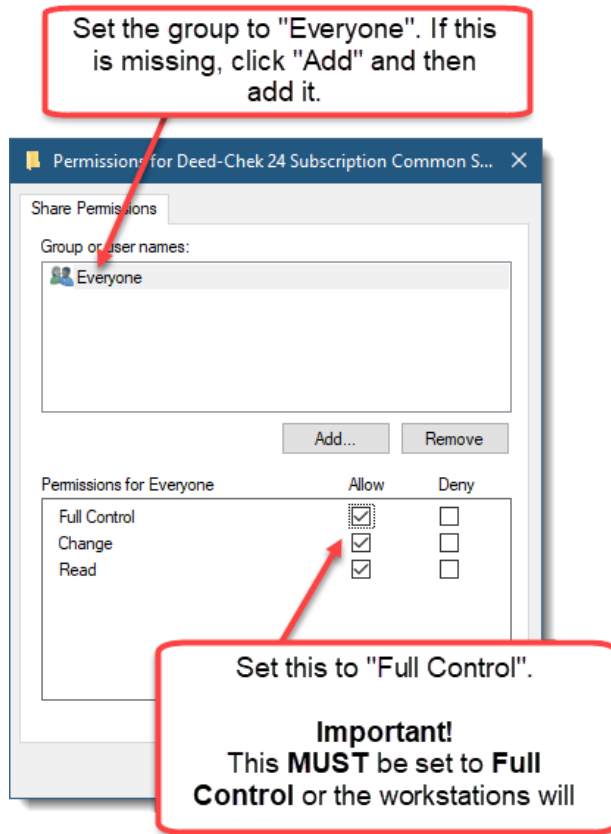 Set the group to "Everyone". If this
is missing, click "Add" and then
add it.
Permissions for Deed-Chek 24 Subscription Common S...
Share Permissions
Group or user names:
Everyone
Add...
Remove
Permissions for Everyone
Allow
Deny
Full Control
Change
Read
Set this to "Full Control".
Important!
This MUST be set to Full
Control or the workstations will